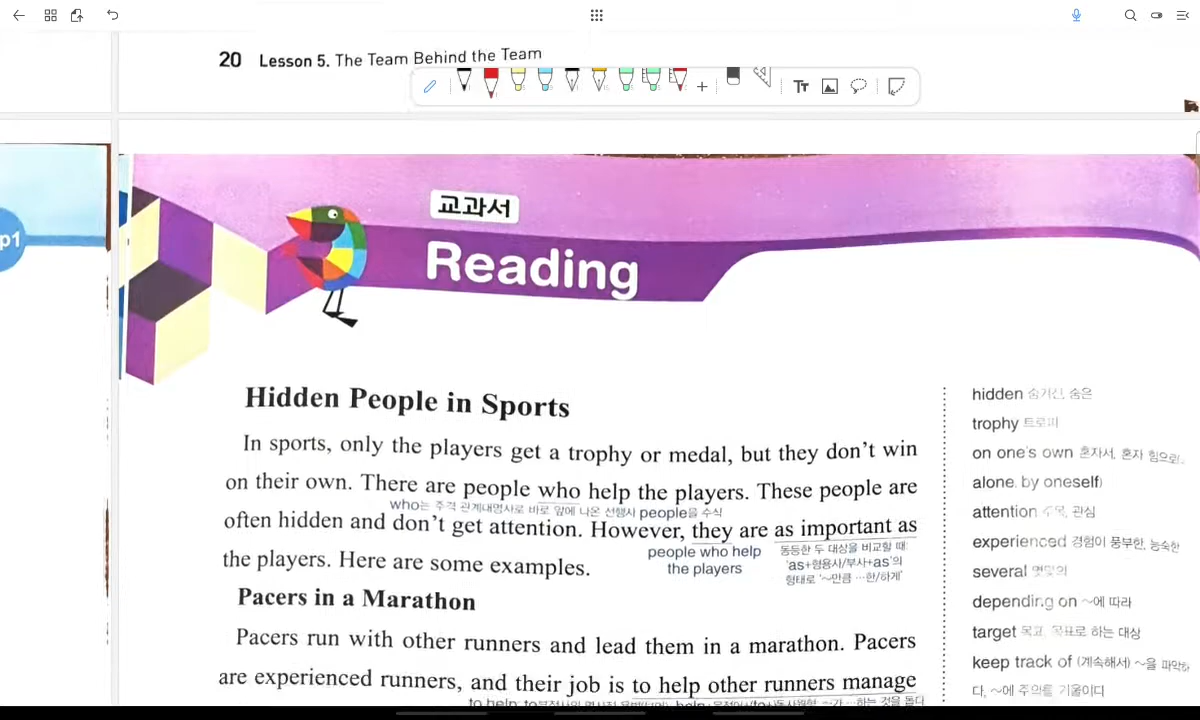 20 Lesson 5. The Team Behind the Team
Tт
p1
교과서
Reading
Hidden People in Sports
In sports, only the players get a trophy or medal, but they don't win
on their own. There are people who help the players. These people are
who는 주격 관계대명사로 바로 앞에 나온 선행사 people을 수식
often hidden and don't get attention. However, they are as important as
people who help
the players
동등한 두 대상을 비교할 때
'as+형용사/부사+as'의
형태로 '~만큼 …한/하게'
the players. Here are some examples.
Pacers in a Marathon
Pacers run with other runners and lead them in a marathon. Pacers
are experienced runners, and their job is to help other runners manage
hidden 숨겨진, 숨은
trophy 트로피
on one's own 혼자서, 혼자 힘으로(
alone, by oneself)
attention 주목, 관심
experienced 경험이 풍부한, 능숙한
several 몇몇의
depending on ~에 따라
target 목표, 목표로 하는 대상
keep track of (계속해서) ~을 파악하
다, ~에 주의를 기울이다